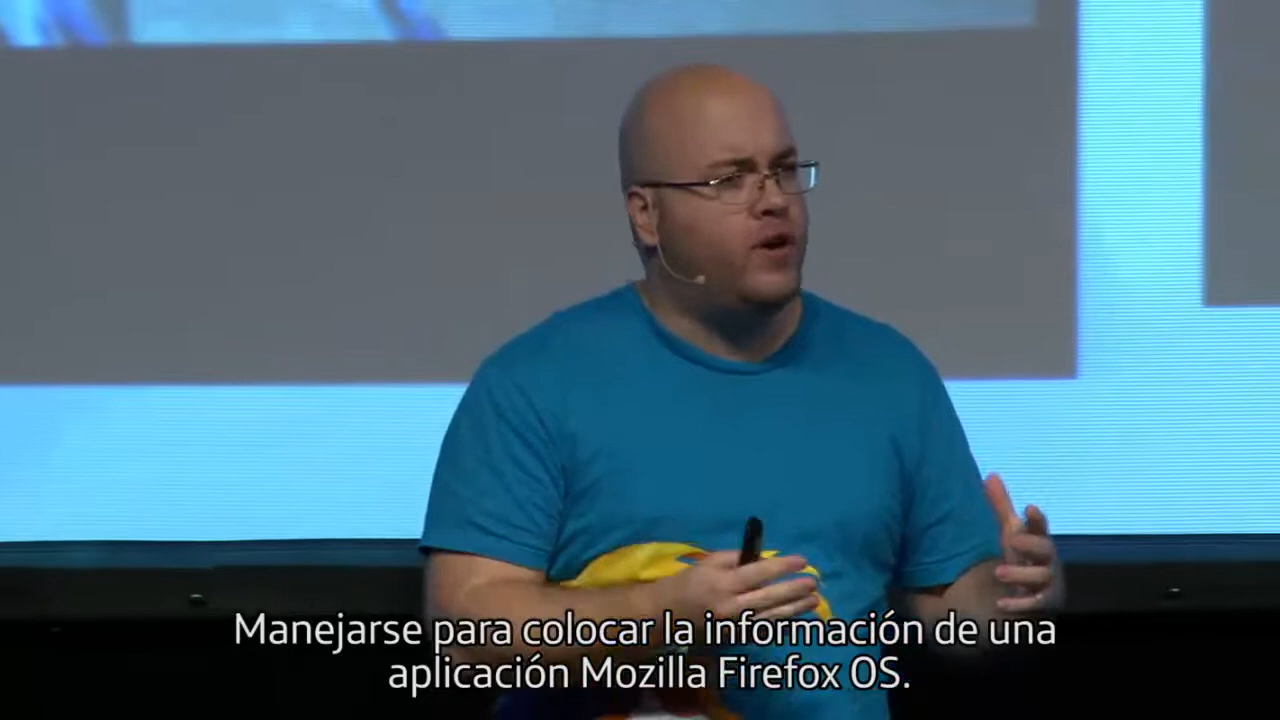 Manejarse para colocar la información de una
aplicación Mozilla Firefox OS.